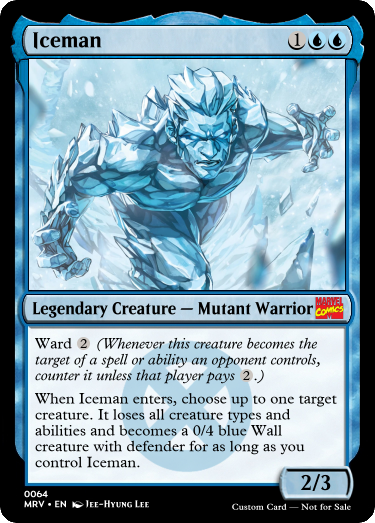 Iceman 1
Legendary Creature — Mutant Warrior MARVEL COMICS
Ward 2 (Whenever this creature becomes the
target of a spell or ability an opponent controls,
counter it unless that player pays 2.)
When Iceman enters, choose up to one target
creature. It loses all creature types and
abilities and becomes a 0/4 blue Wall
creature with defender for as long as you
control Iceman.
2/3
0064
MRV • EN Jee-Hyung Lee
Custom Card — Not for Sale